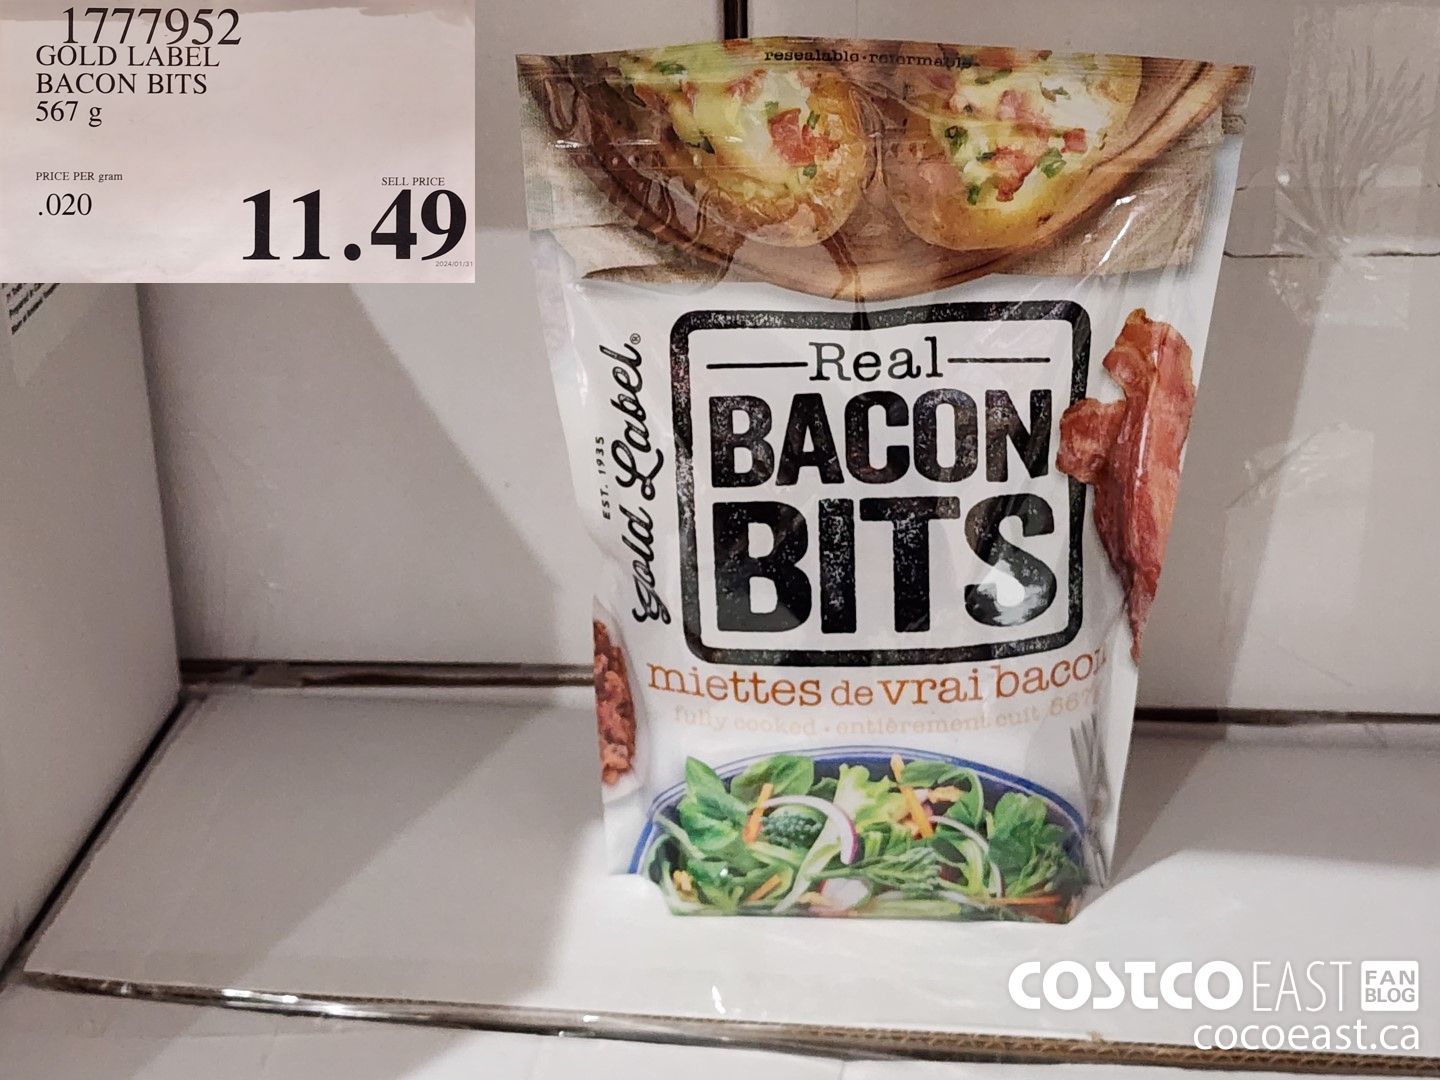 1777952
GOLD LABEL
BACON BITS
567 g
PRICE PER gram
.020
SELL PRICE
11.49
2024/01/31
resealable · refermable
Real
BACON
BITS
EST. 1935
Gold Label®
miettes de vrai bacon
fully cooked · entièrement cuit
COSTCO EAST FAN BLOG
cocoeast.ca